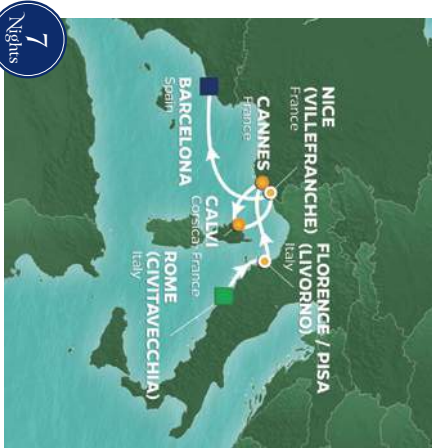 7
Nights
NICE
(VILLEFRANCHE)
France
FLORENCE / PISA
(LIVORNO)
Italy
CANNES
France
BARCELONA
Spain
CALVI
Corsica, France
ROME
(CIVITAVECCHIA)
Italy